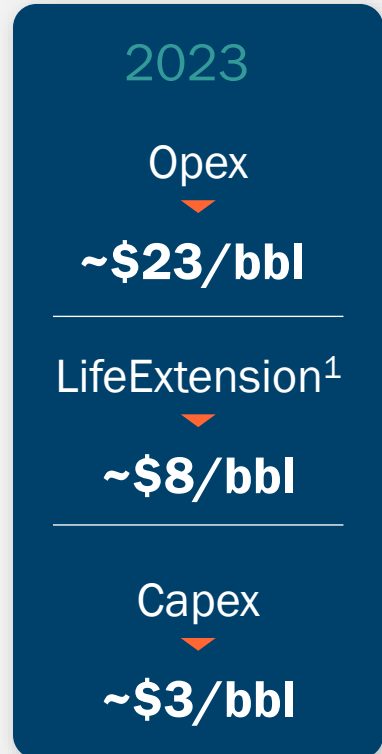 2023
Opex
~$23/bbl
LifeExtension¹
~$8/bbl
Capex
~$3/bbl